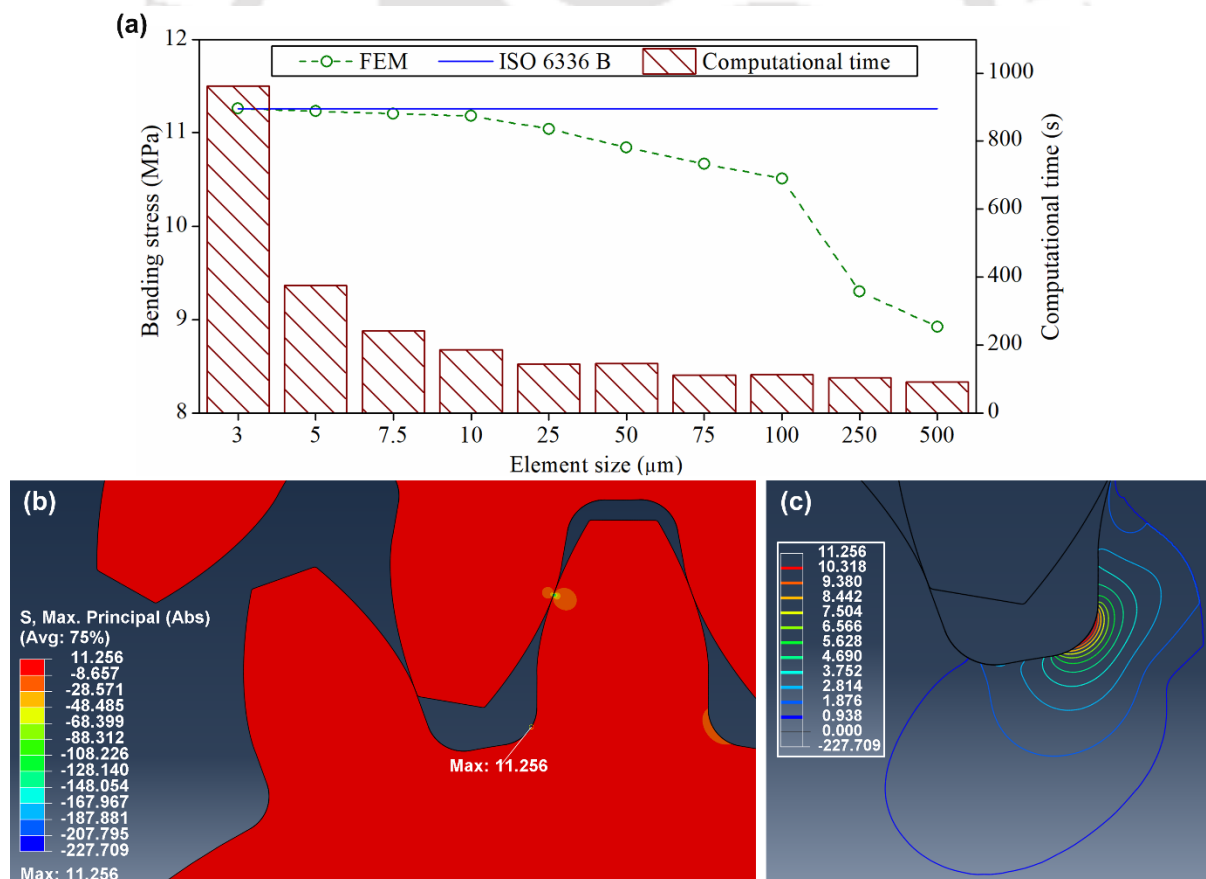 (a)
12
11
10
9
8
Bending stress (MPa)
FEM
ISO 6336 B
Computational time
1000
800
600
400
200
0
Computational time (s)
3 5 7.5 10 25 50 75 100 250 500
Element size (µm)
(b)
S, Max. Principal (Abs)
(Avg: 75%)
11.256
-8.657
-28.571
-48.485
-68.399
-88.312
-108.226
-128.140
-148.054
-167.967
-187.881
-207.795
-227.709
Max: 11.256
Max: 11.256
(c)
11.256
10.318
9.380
8.442
7.504
6.566
5.628
4.690
3.752
2.814
1.876
0.938
0.000
-227.709